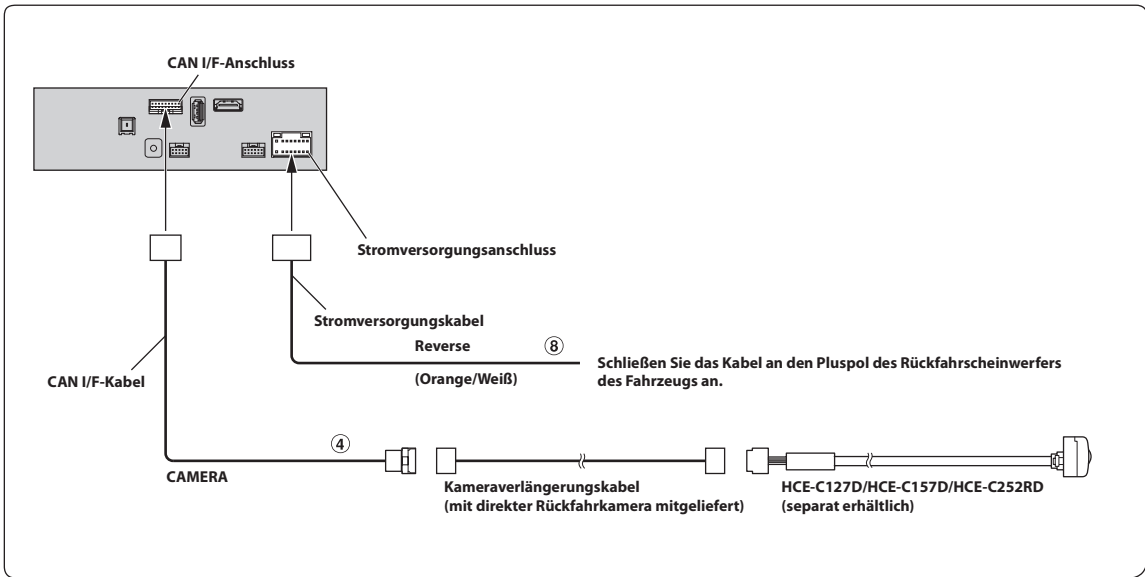 CAN I/F-Anschluss
Stromversorgungsanschluss
Stromversorgungskabel
Reverse
⑧
(Orange/Weiß)
Schließen Sie das Kabel an den Pluspol des Rückfahrscheinwerfers
des Fahrzeugs an.
CAN I/F-Kabel
④
CAMERA
Kameraverlängerungskabel
(mit direkter Rückfahrkamera mitgeliefert)
HCE-C127D/HCE-C157D/HCE-C252RD
(separat erhältlich)